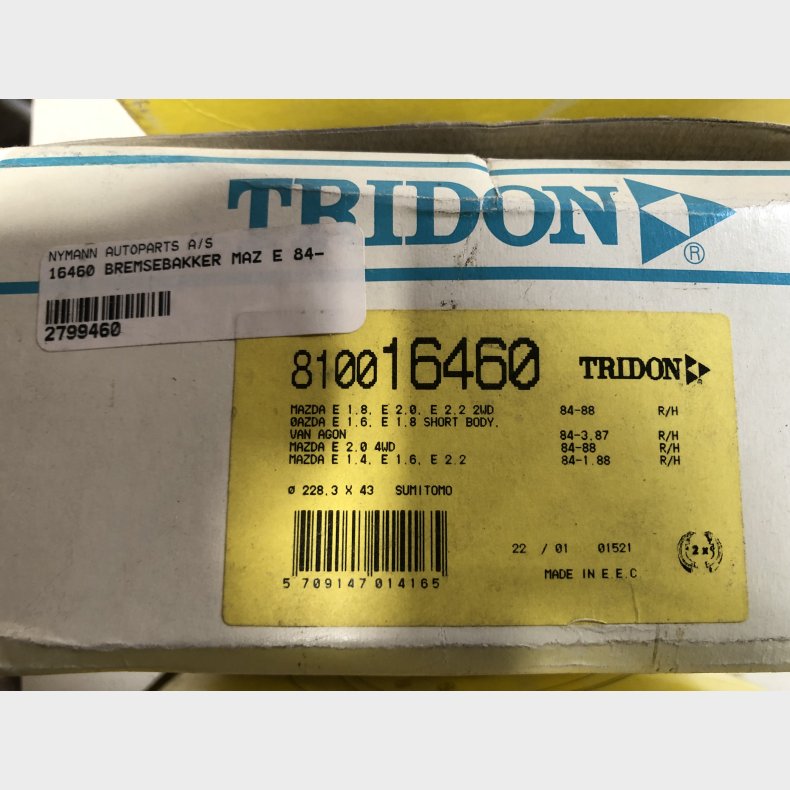 TRIDON
®
NYMANN AUTOPARTS A/S
16460 BREMSEBAKKER MAZ E 84-
2799460
810016460 TRIDON
MAZDA E 1.8, E 2.0, E 2.2 2WD 84-88 R/H
0AZDA E 1.6, E 1.8 SHORT BODY,
VAN AGON 84-3.87 R/H
MAZDA E 2.0 4WD 84-88 R/H
MAZDA E 1.4, E 1.6, E 2.2 84-1.88 R/H
ø 228.3 X 43 SUMITOMO
22 / 01 01521
2 x
5 709147 014165
MADE IN E.E.C